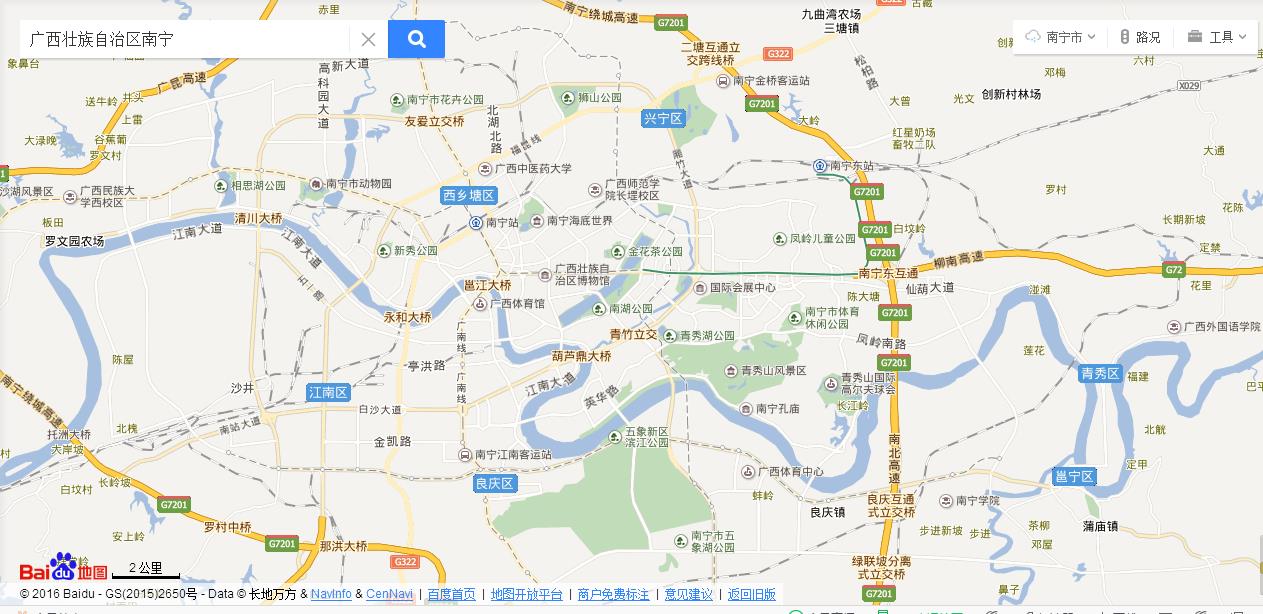 广西壮族自治区南宁
南宁市
路况
工具
赤里
南宁绕城高速
G7201
九曲湾农场
三塘镇
古藏
象鼻台
广昆高速
高新大道
高科园大道
二塘互通立
交跨线桥
G322
松柏路
邓梅
六村
X029
送牛岭
井头
南宁市花卉公园
狮山公园
南宁金桥客运站
大曾
光文
创新村林场
上雷
友爱立交桥
北湖北路
兴宁区
G7201
大岭
红星奶场
畜牧二队
大渌晚
谷蕉葡
罗文村
福昆线
邕竹大道
大通
广西中医药大学
南宁东站
沙湖风景区
广西民族大
学西校区
相思湖公园
南宁市动物园
西乡塘区
广西师范学
院长堽校区
G7201
罗村
板田
清川大桥
南宁站
南宁海底世界
长期新坡
花陈
罗文园农场
江南大道
江南大道
新秀公园
金花茶公园
凤岭儿童公园
G7201
白坟岭
定禁
G7201
柳南高速
五一路
广西壮族自
治区博物馆
南宁东互通
G72
邕江大桥
国际会展中心
仙葫大道
花里
广西体育馆
南湖公园
陈大塘
湴滩
永和大桥
广南线
青竹立交
青秀湖公园
南宁市体育
休闲公园
G7201
广西外国语学院
陈屋
亭洪路
葫芦鼎大桥
凤岭南路
莲花
G7201
南宁绕城高速
沙井
江南区
广南线
江南大道
英华路
青秀山风景区
青秀山国际
高尔夫球会
青秀区
福建
白沙大道
南宁孔庙
长江岭
南站大道
托洲大桥
大岸坡
北槐
金凯路
五象新区
滨江公园
南北高速
北航
南宁江南客运站
广西体育中心
定甲
长岭坡
白坟村
良庆区
邕宁区
G7201
蚌岭
良庆镇
良庆互通
式立交桥
南宁学院
罗村中桥
茶柳
蒲庙镇
安上岭
G7201
那洪大桥
G322
南宁市五
象湖公园
步进新坡
步进
邓屋
绿联坡分离
式立交桥
鼻子
G7201
Bai du 地图
2 公里
© 2016 Baidu - GS(2015)2650号 - Data © 长地万方 & NavInfo & CenNavi | 百度首页 | 地图开放平台 | 商户免费标注 | 意见建议 | 返回旧版